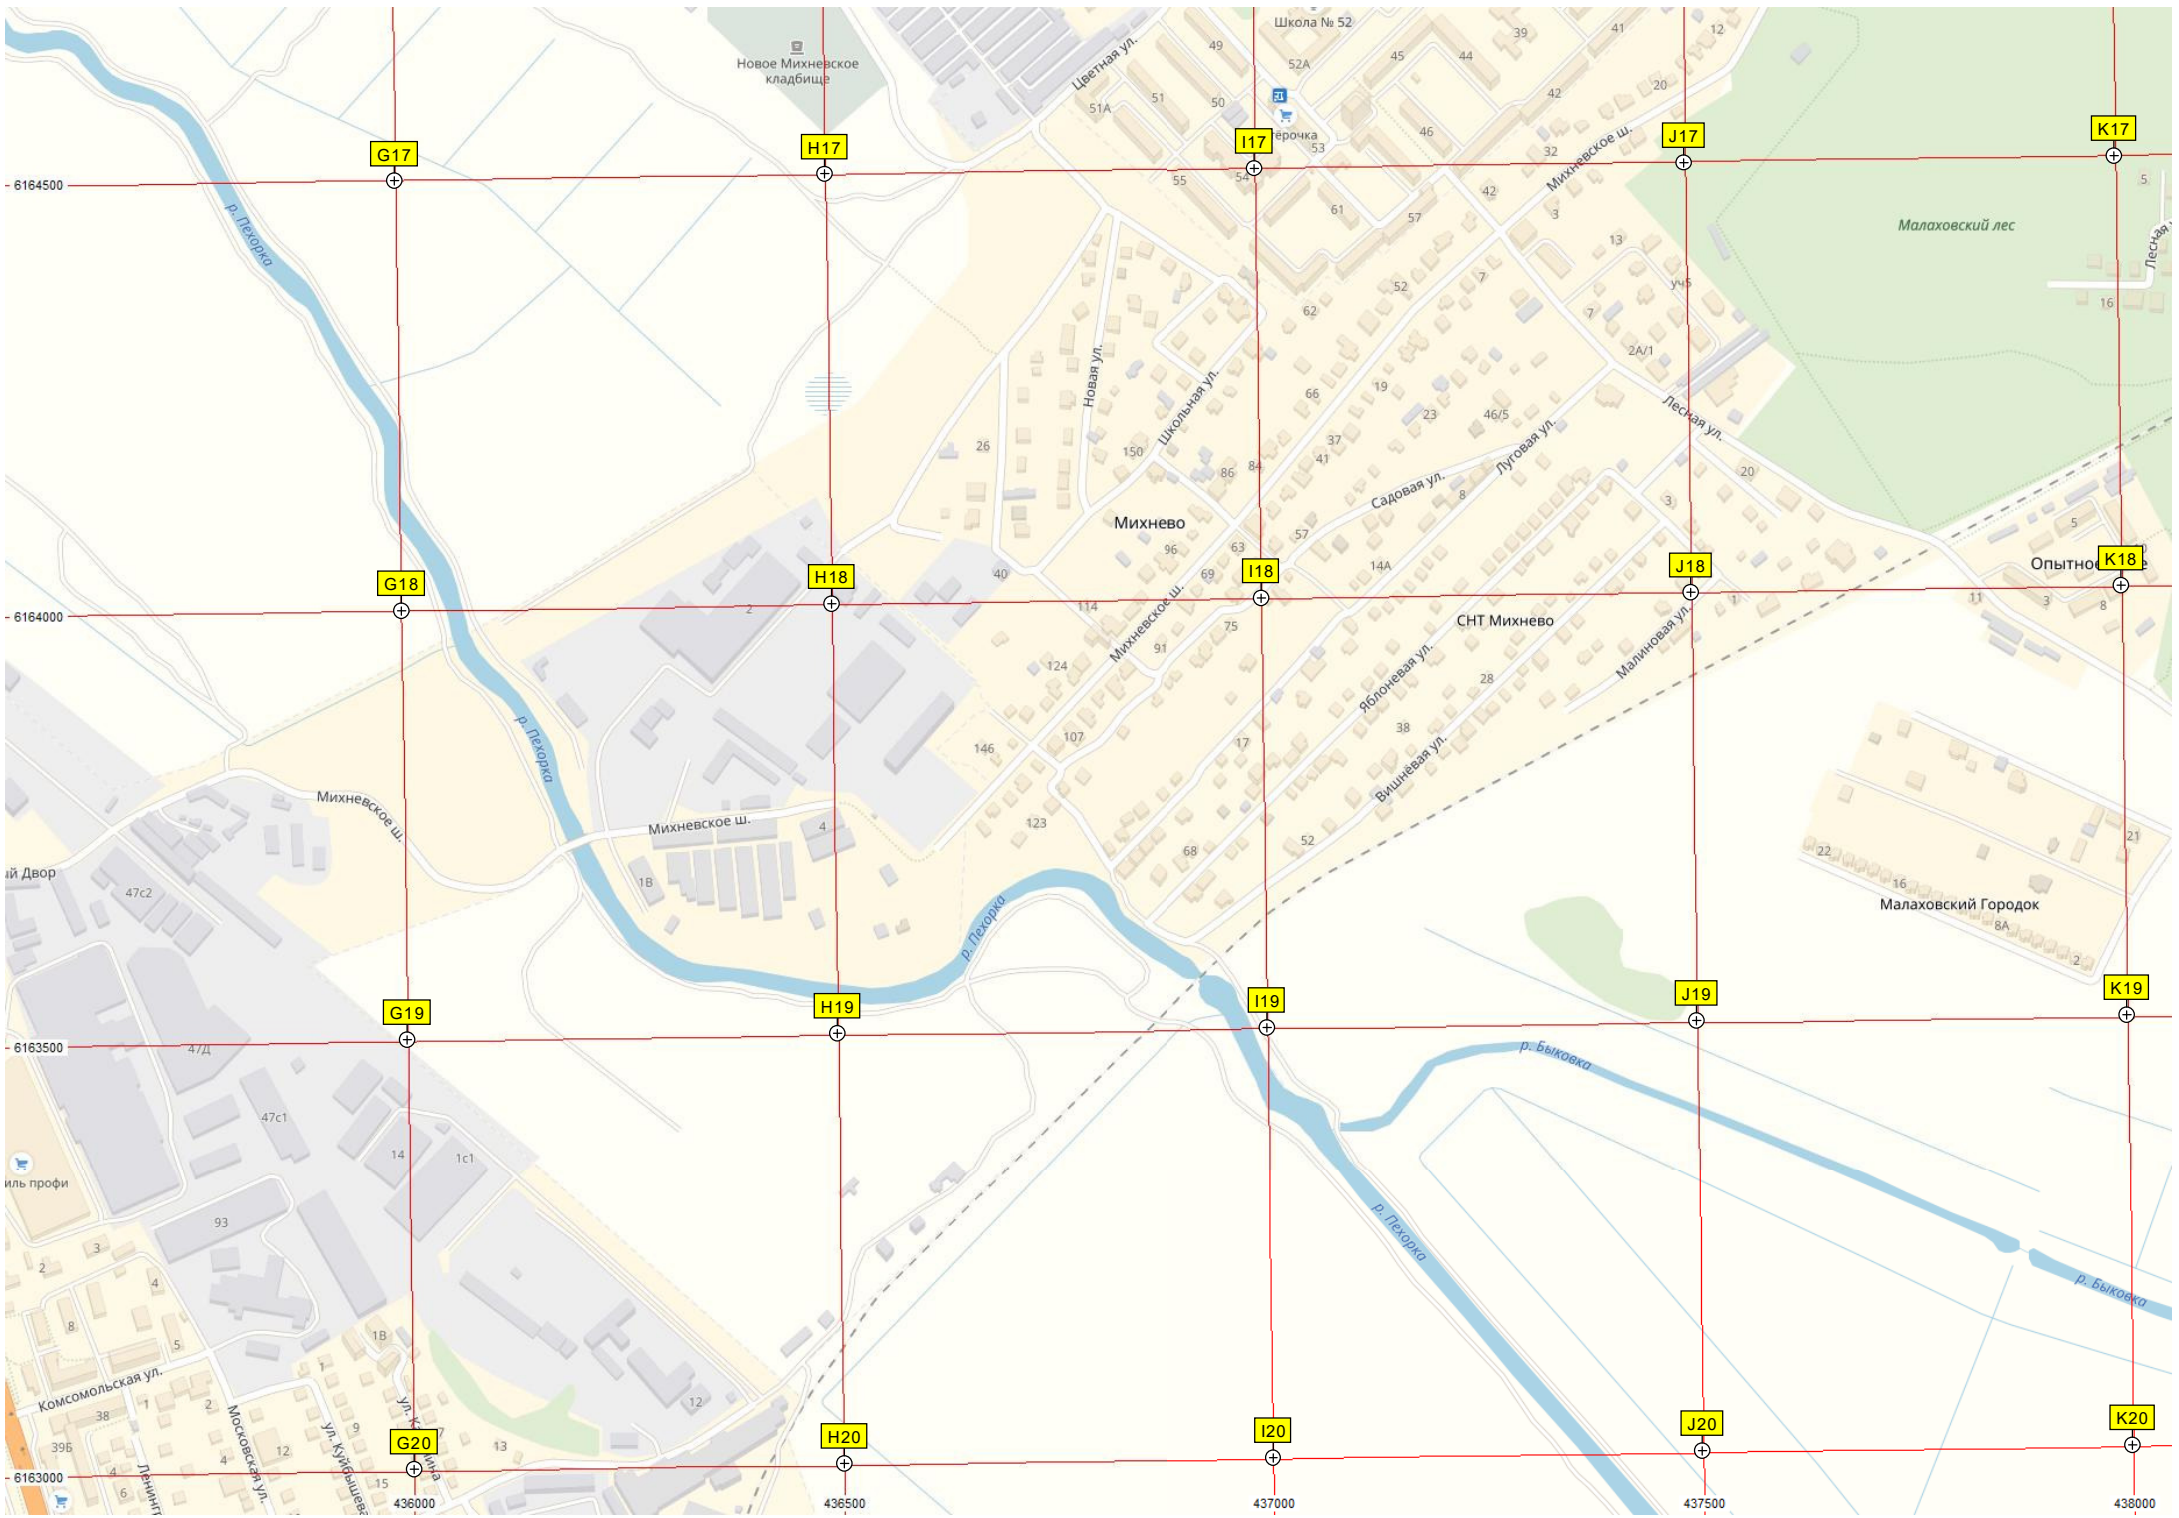 Школа № 52
Новое Михневское
кладбище
Цветная ул.
49
52А
45
44
39
41
12
51А
51
50
42
20
46
53
32
Михневское ш.
G17
H17
I17
J17
K17
6164500
55
54
61
57
42
3
13
5
Малаховский лес
р. Пехорка
52
7
уч5
16
62
7
2А/1
Новая ул.
Школьная ул.
66
19
23
46/5
Лесная ул.
26
150
86
84
37
41
Луговая ул.
Садовая ул.
8
20
3
5
Михнево
96
63
57
69
14А
Опытное
G18
H18
I18
J18
K18
6164000
2
40
114
75
91
124
Михневское ш.
СНТ Михнево
1
11
3
8
Малиновая ул.
Яблоневая ул.
28
38
р. Пехорка
146
107
17
Вишнёвая ул.
Михневское ш.
Михневское ш.
4
123
68
52
21
22
16
8А
2
Малаховский Городок
ый Двор
47с2
1В
р. Пехорка
G19
H19
I19
J19
K19
6163500
47Д
р. Быковка
47с1
14
1с1
иль профи
93
р. Пехорка
3
2
4
8
5
1В
1
р. Быковка
Комсомольская ул.
38
1
2
9
7
12
13
39Б
4
4
12
6
15
Московская ул.
ул. Куйбышева
G20
H20
I20
J20
K20
6163000
436000
436500
437000
437500
438000